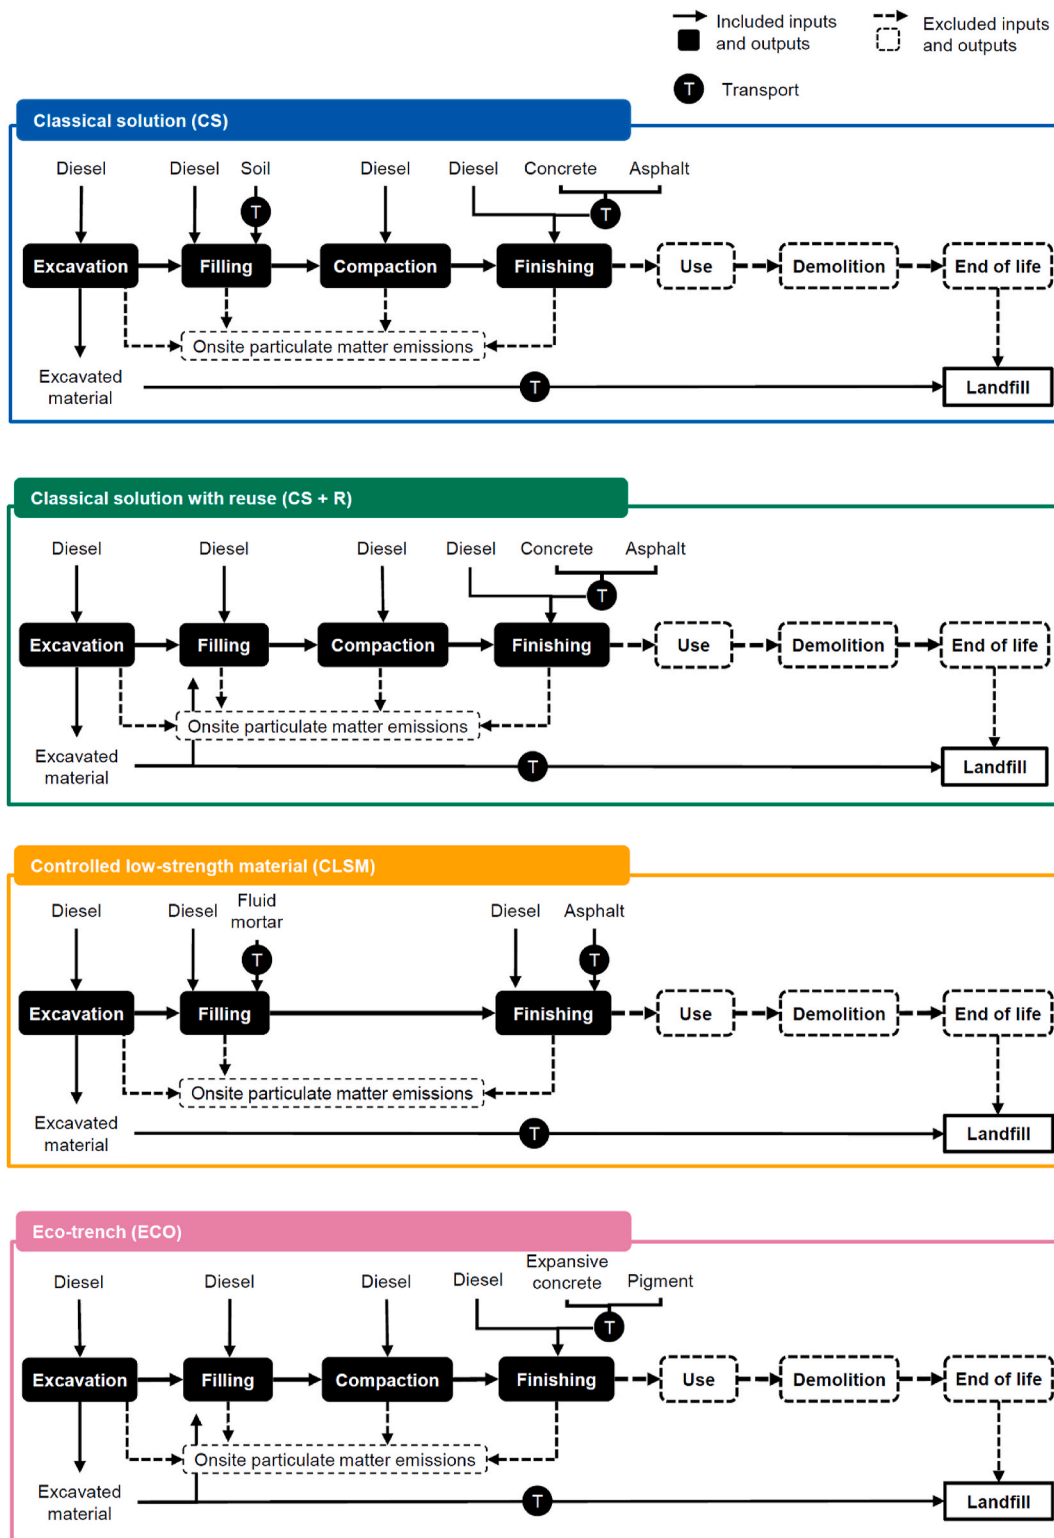 Included inputs
and outputs
Excluded inputs
and outputs
T
Transport
Classical solution (CS)
Diesel
Diesel
Soil
Diesel
Diesel
Concrete
Asphalt
T
T
Excavation
Filling
Compaction
Finishing
Use
Demolition
End of life
Onsite particulate matter emissions
Excavated
material
T
Landfill
Classical solution with reuse (CS + R)
Diesel
Diesel
Diesel
Diesel
Concrete
Asphalt
T
Excavation
Filling
Compaction
Finishing
Use
Demolition
End of life
Onsite particulate matter emissions
Excavated
material
T
Landfill
Controlled low-strength material (CLSM)
Diesel
Diesel
Fluid
mortar
Diesel
Asphalt
T
T
Excavation
Filling
Finishing
Use
Demolition
End of life
Onsite particulate matter emissions
Excavated
material
T
Landfill
Eco-trench (ECO)
Diesel
Diesel
Diesel
Diesel
Expansive
concrete
Pigment
T
Excavation
Filling
Compaction
Finishing
Use
Demolition
End of life
Onsite particulate matter emissions
Excavated
material
T
Landfill